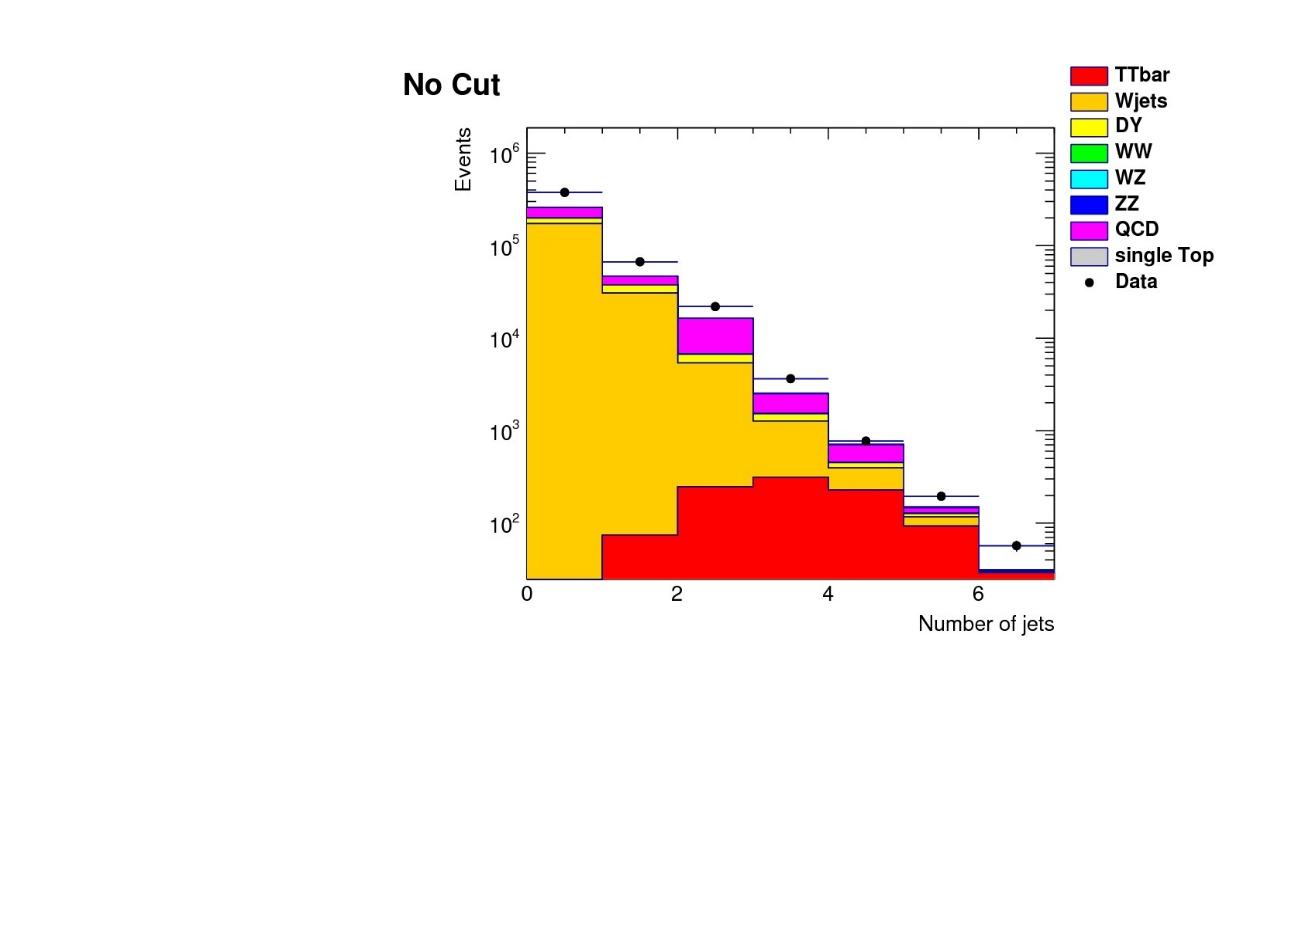 No Cut
Events
10^6
10^5
10^4
10^3
10^2
0 2 4 6
Number of jets
TTbar
Wjets
DY
WW
WZ
ZZ
QCD
single Top
Data